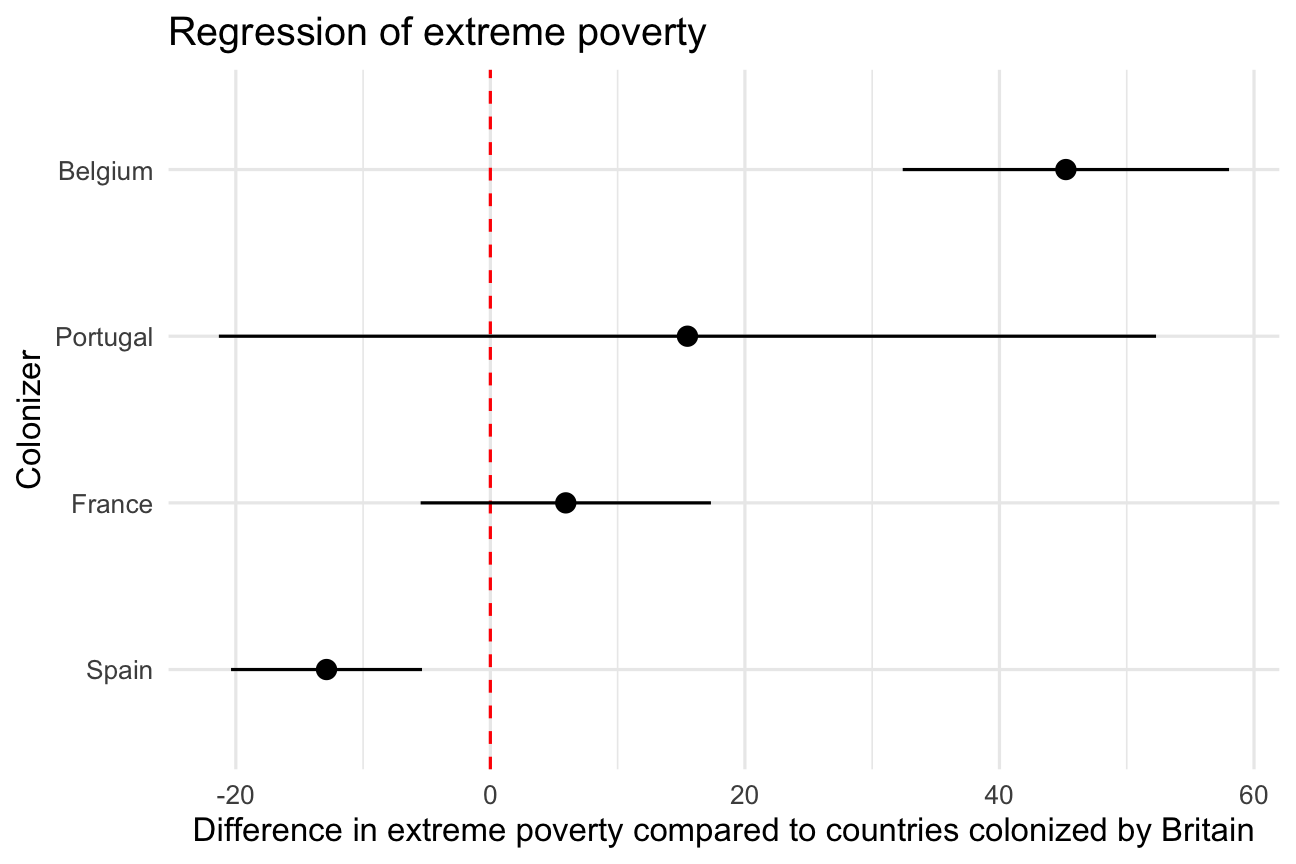 Regression of extreme poverty
Colonizer
Belgium
Portugal
France
Spain
-20
0
20
40
60
Difference in extreme poverty compared to countries colonized by Britain